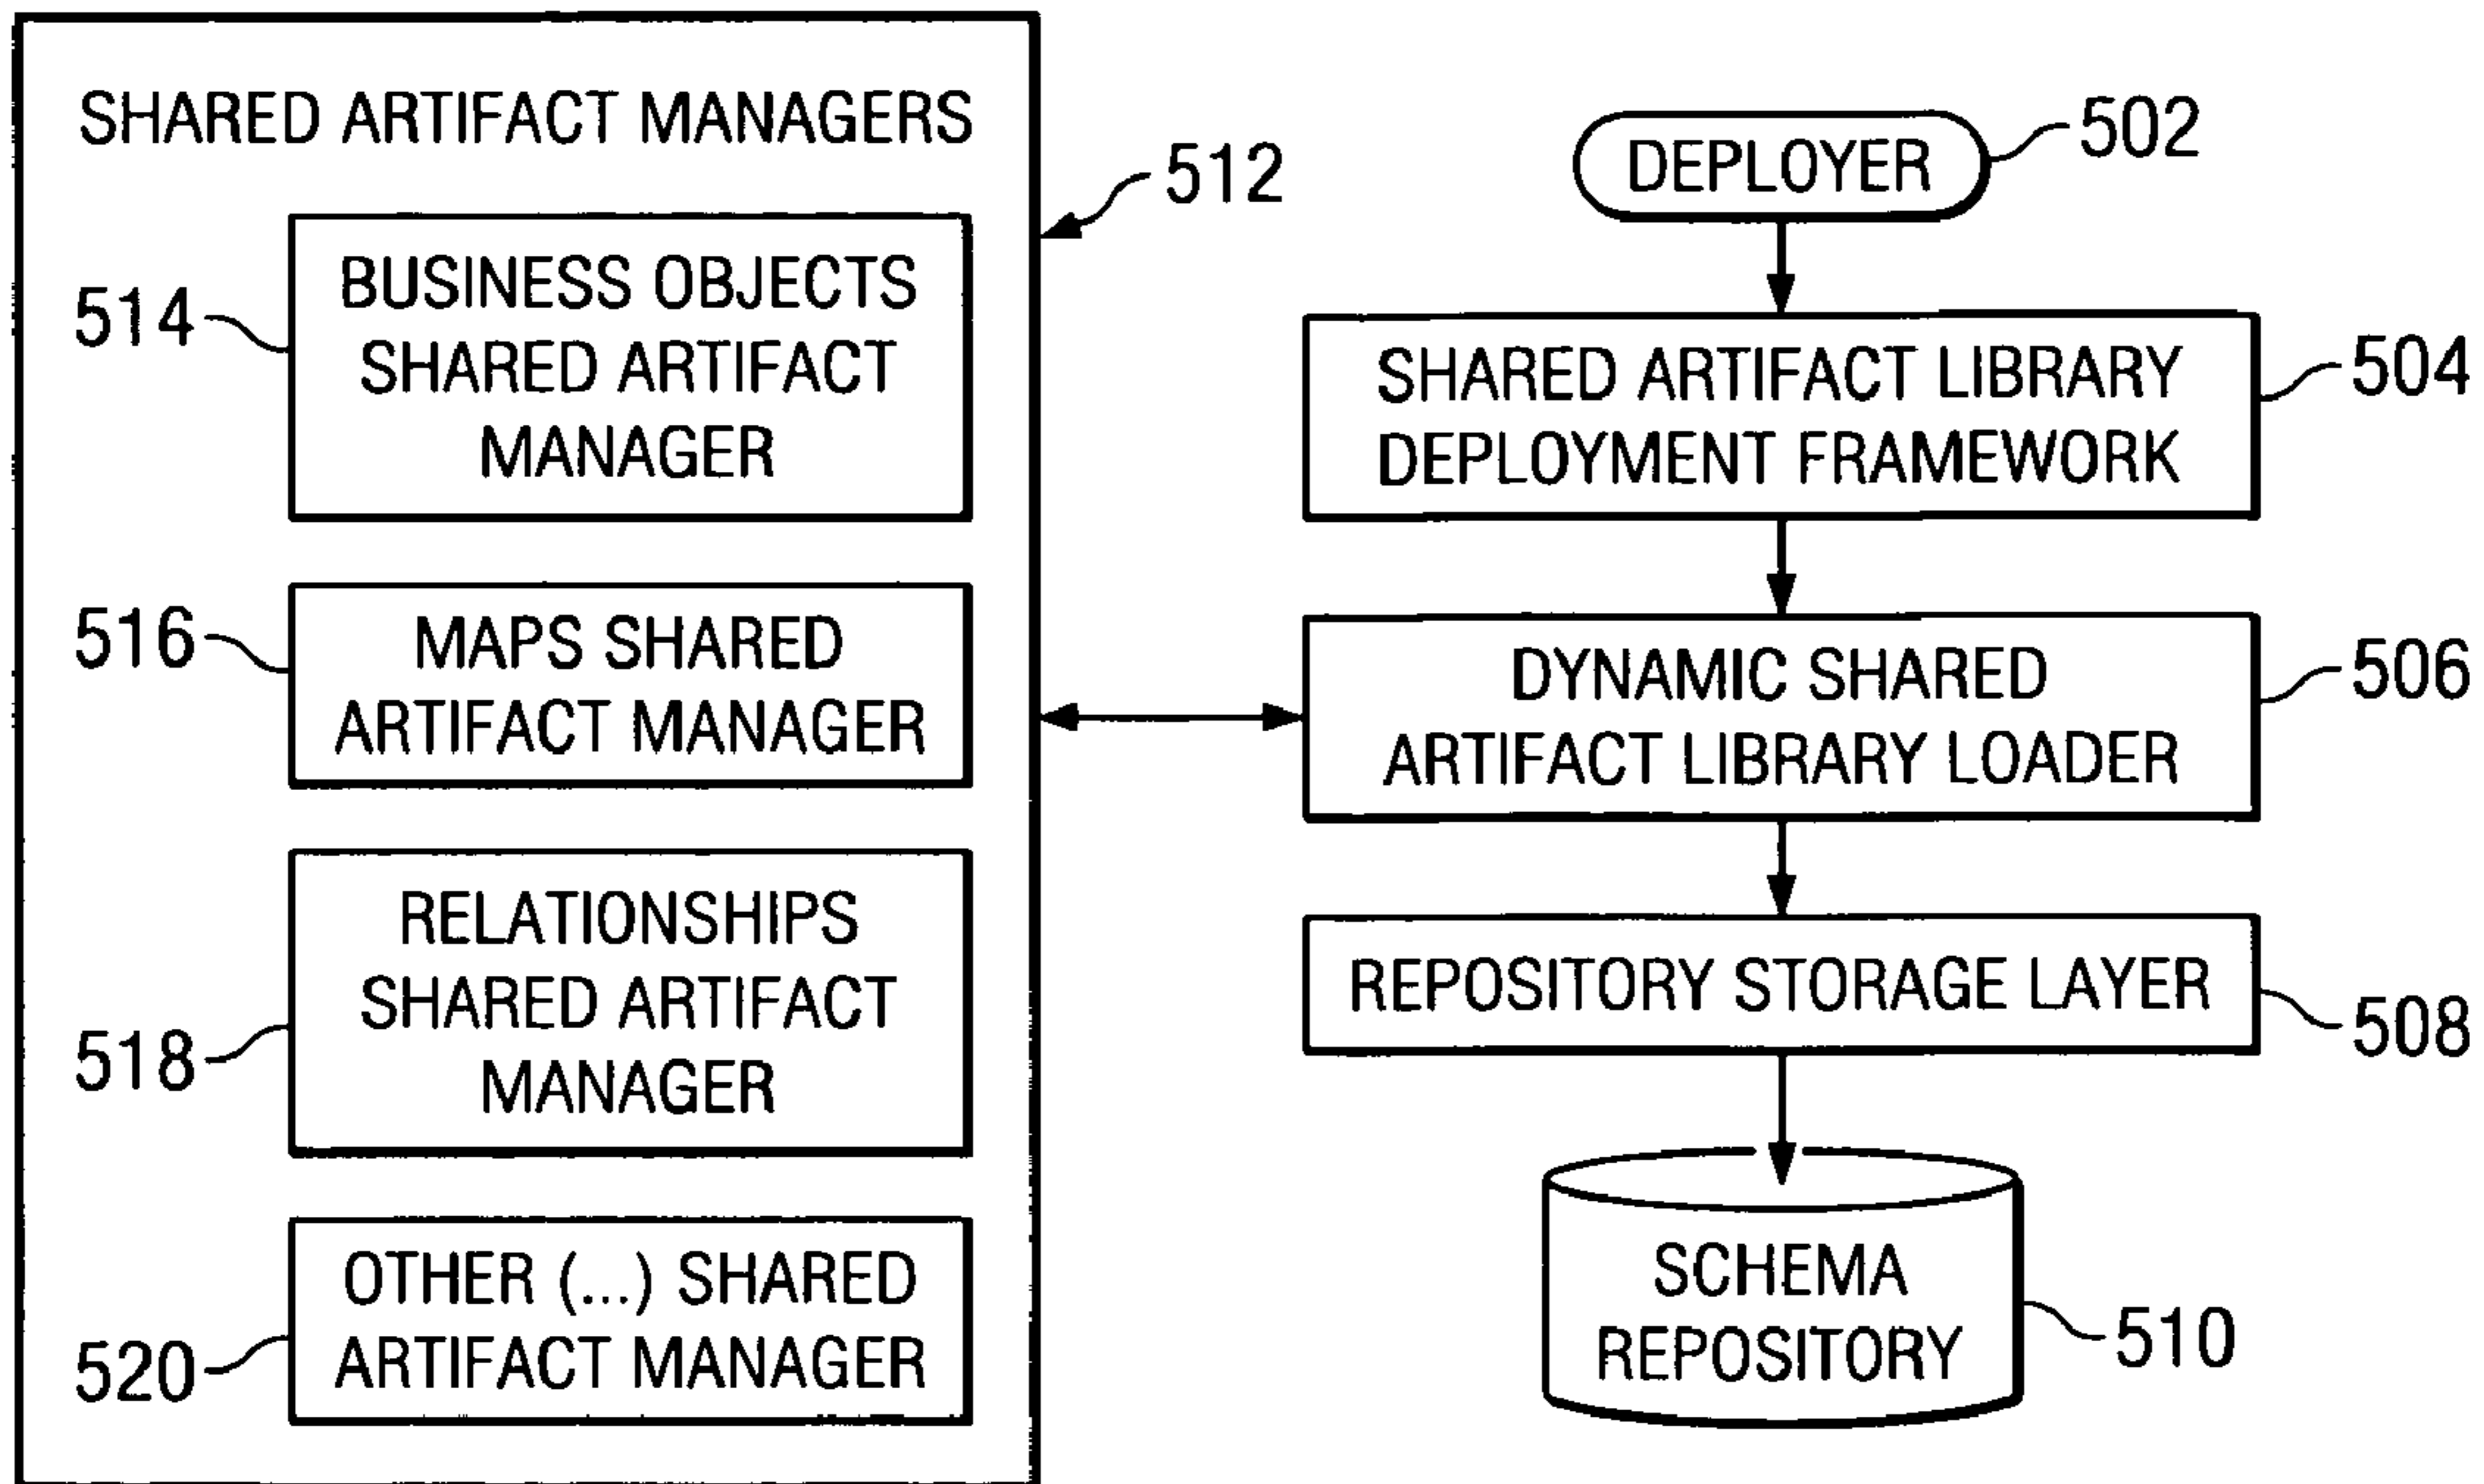 SHARED ARTIFACT MANAGERS
512
514
BUSINESS OBJECTS
SHARED ARTIFACT
MANAGER
516
MAPS SHARED
ARTIFACT MANAGER
518
RELATIONSHIPS
SHARED ARTIFACT
MANAGER
520
OTHER (...) SHARED
ARTIFACT MANAGER
DEPLOYER
502
SHARED ARTIFACT LIBRARY
DEPLOYMENT FRAMEWORK
504
DYNAMIC SHARED
ARTIFACT LIBRARY LOADER
506
REPOSITORY STORAGE LAYER
508
SCHEMA
REPOSITORY
510